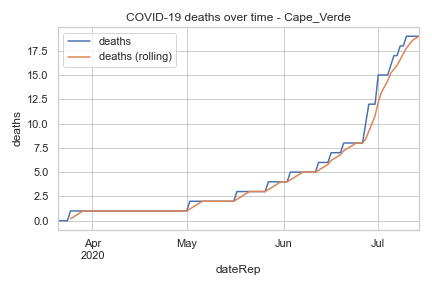 COVID-19 deaths over time - Cape_Verde
deaths
deaths (rolling)
17.5
15.0
12.5
10.0
7.5
5.0
2.5
0.0
deaths
Apr
2020
May
Jun
Jul
dateRep